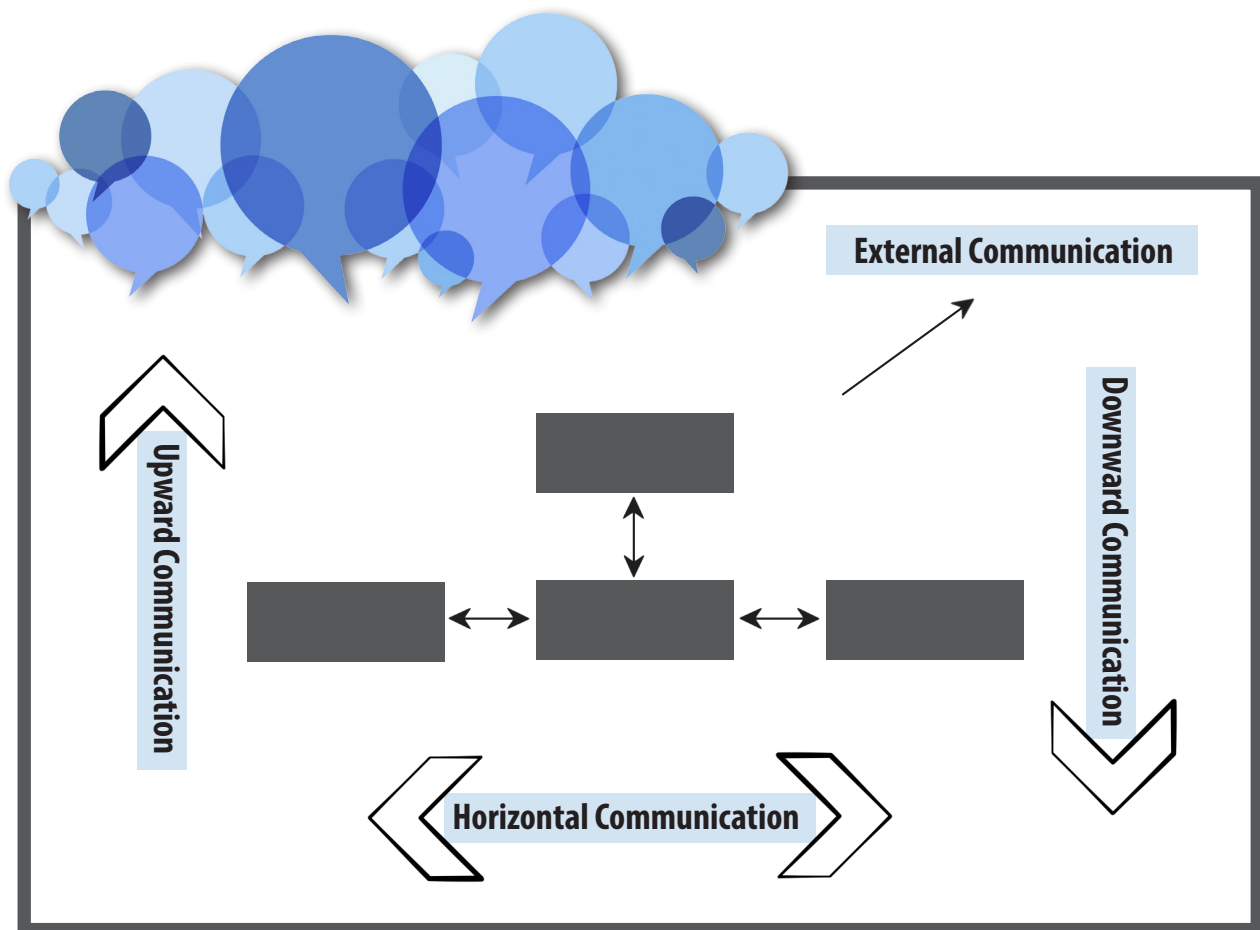 External Communication
Upward Communication
Downward Communication
Horizontal Communication